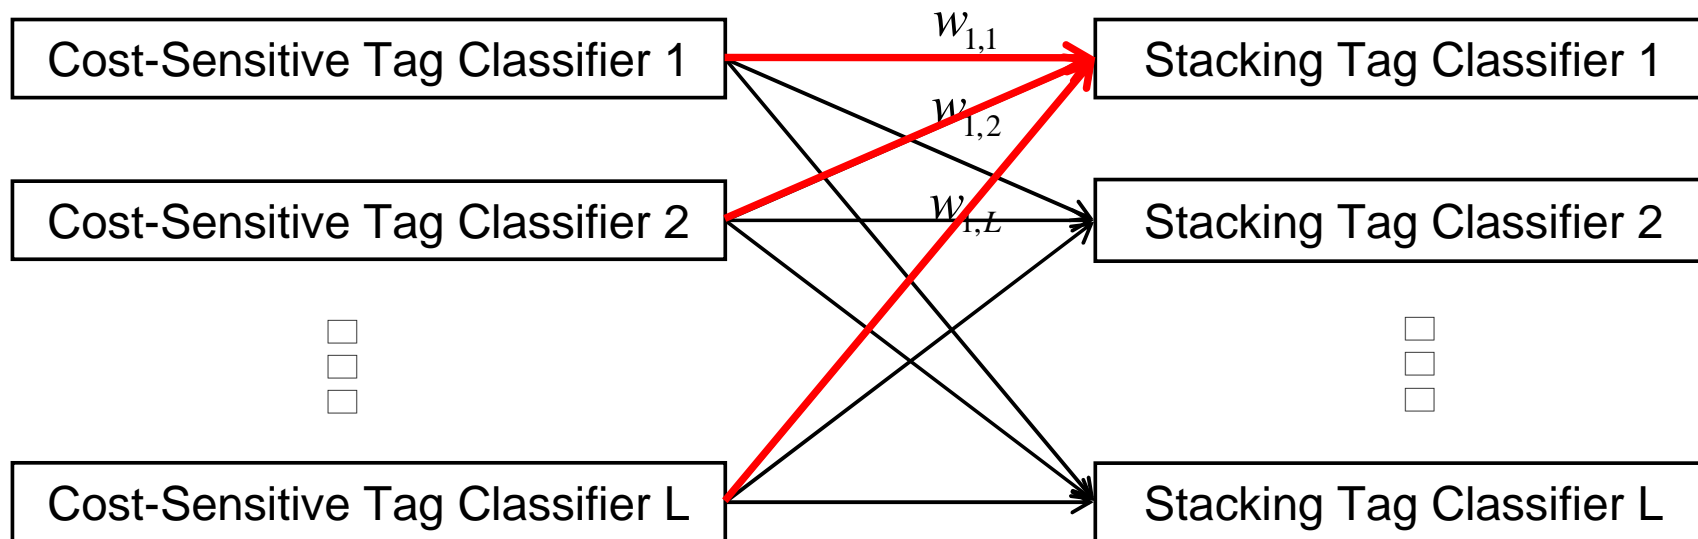 w1,1
Cost-Sensitive Tag Classifier 1
Stacking Tag Classifier 1
w1,2
Cost-Sensitive Tag Classifier 2
w1,L
Stacking Tag Classifier 2
Cost-Sensitive Tag Classifier L
Stacking Tag Classifier L